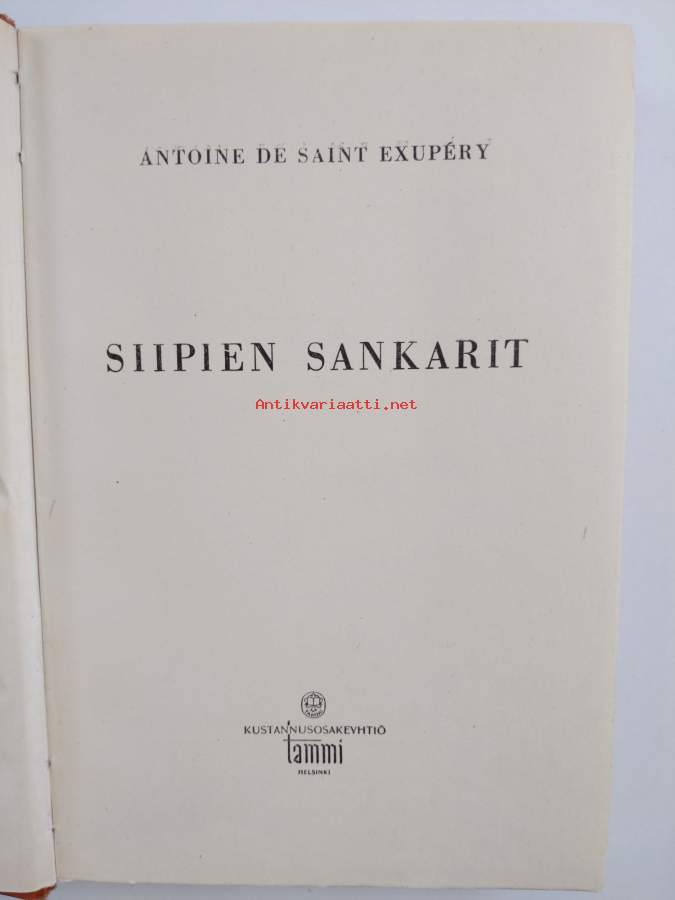 ANTOINE DE SAINT EXUPÉRY
SIIPIEN SANKARIT
Antikvariaatti.net
KUSTANNUSOSAKEYHTIÖ
tammi
HELSINKI